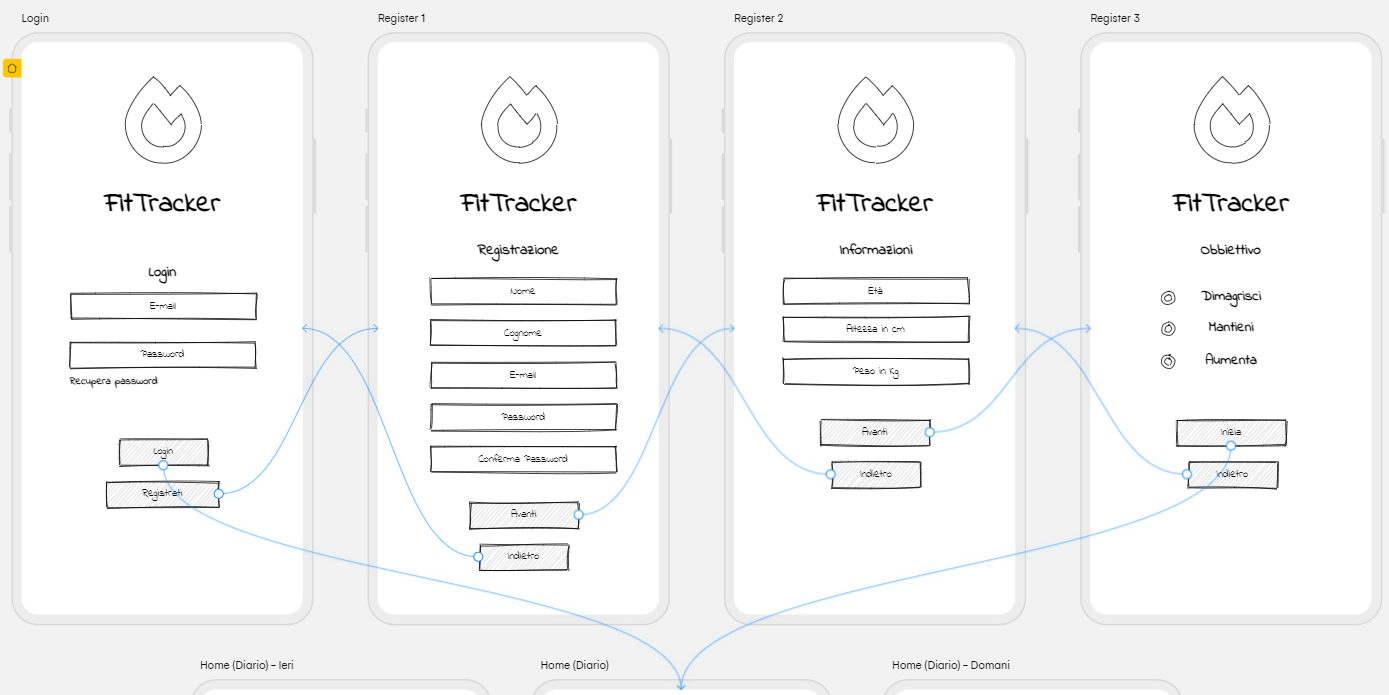 Login
FitTracker
Login
E-mail
Password
Recupera password
Login
Registrati
Register 1
FitTracker
Registrazione
Nome
Cognome
E-mail
Password
Conferma Password
Avanti
Indietro
Register 2
FitTracker
Informazioni
Età
Altezza in cm
Peso in Kg
Avanti
Indietro
Register 3
FitTracker
Obbiettivo
Dimagrisci
Mantieni
Aumenta
Inizia
Indietro
Home (Diario) - Ieri
Home (Diario)
Home (Diario) - Domani